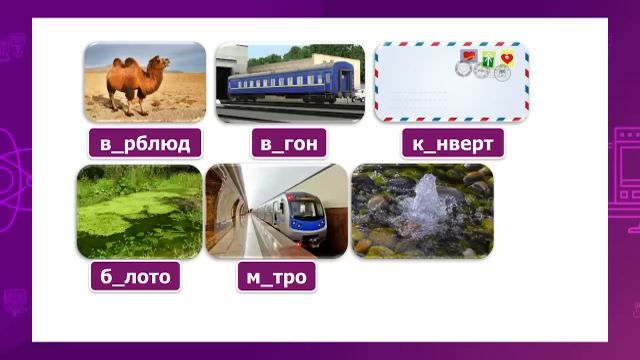 в_рблюд
в_гон
к_нверт
б_лото
м_тро